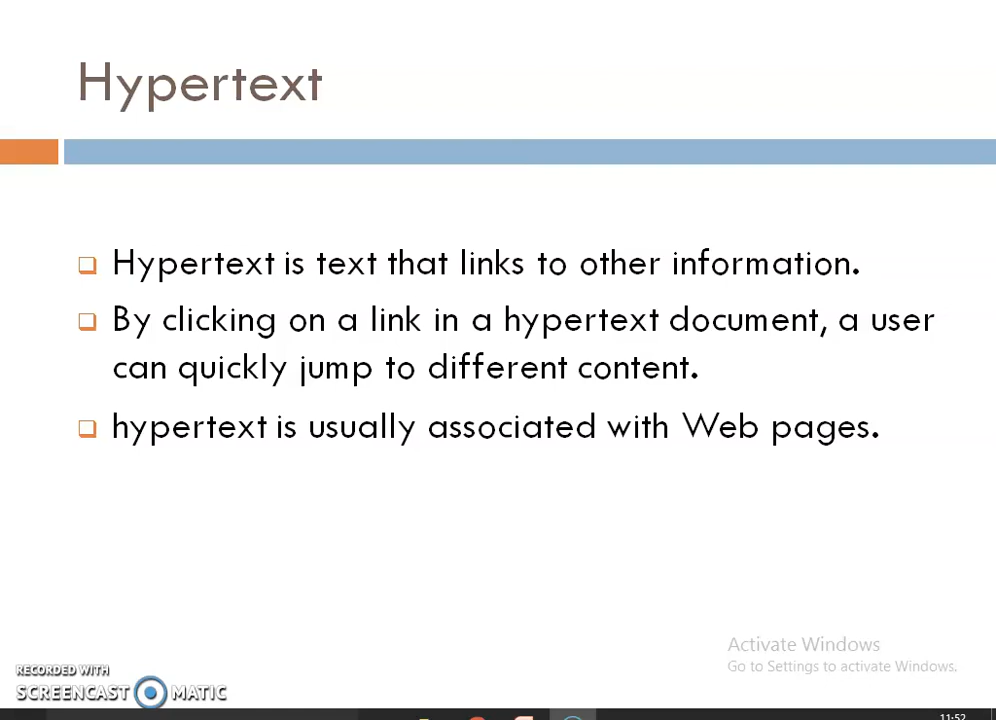 Hypertext
Hypertext is text that links to other information.
By clicking on a link in a hypertext document, a user
can quickly jump to different content.
hypertext is usually associated with Web pages.
Activate Windows
Go to Settings to activate Windows.
RECORDED WITH
SCREENCAST MATIC
11:52